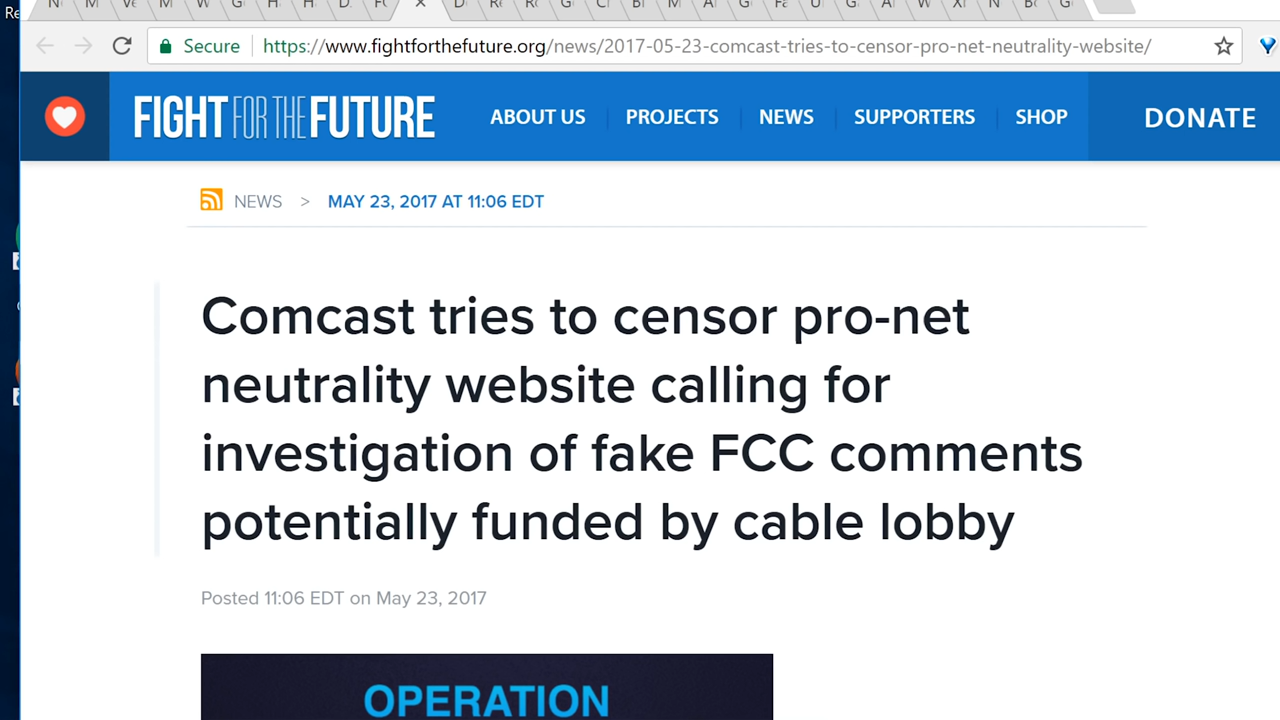 Secure https://www.fightforthefuture.org/news/2017-05-23-comcast-tries-to-censor-pro-net-neutrality-website/
FIGHT FOR THE FUTURE ABOUT US PROJECTS NEWS SUPPORTERS SHOP DONATE
NEWS > MAY 23, 2017 AT 11:06 EDT
Comcast tries to censor pro-net
neutrality website calling for
investigation of fake FCC comments
potentially funded by cable lobby
Posted 11:06 EDT on May 23, 2017
OPERATION